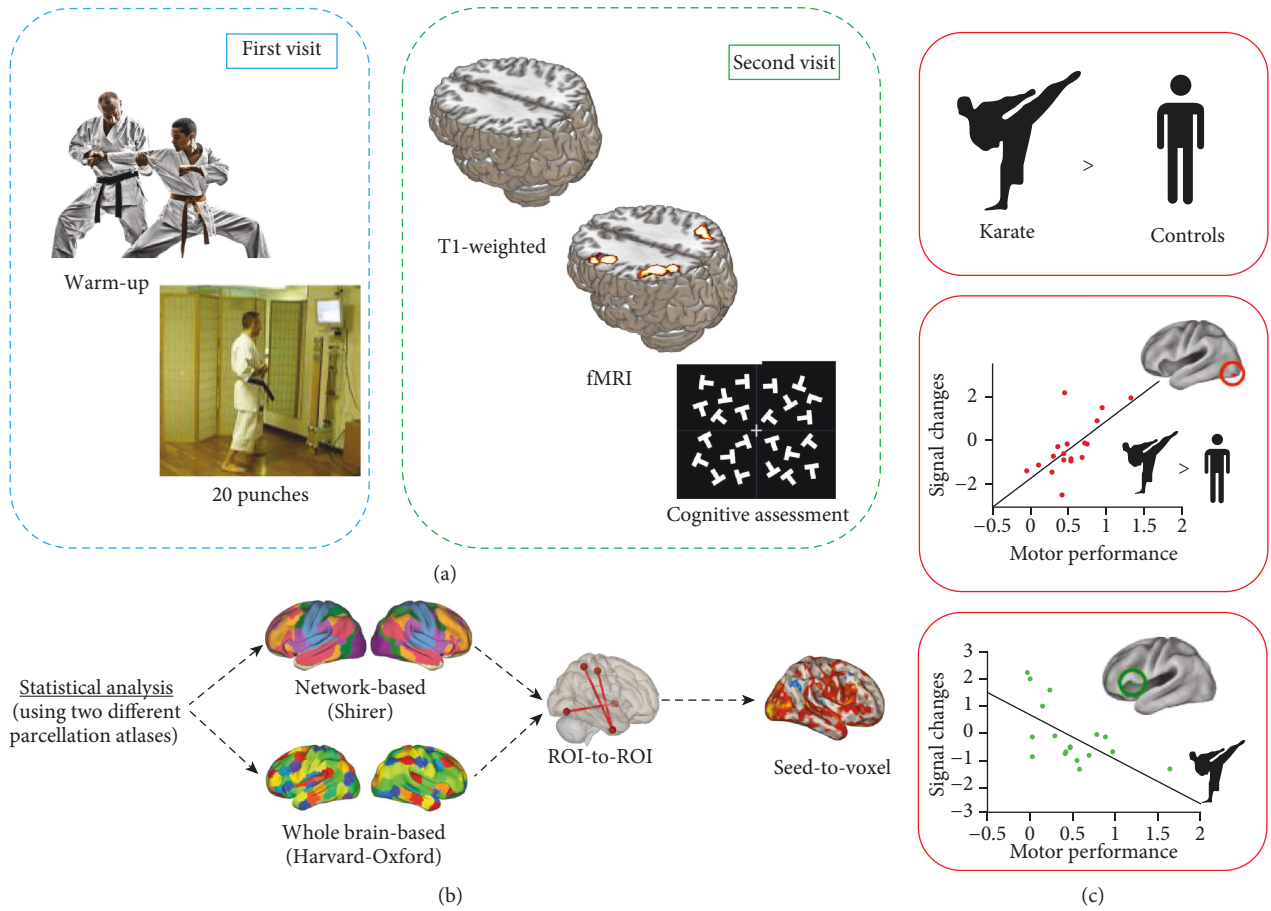 First visit
Warm-up
20 punches
Second visit
T1-weighted
fMRI
Cognitive assessment
(a)
Statistical analysis
(using two different
parcellation atlases)
Network-based
(Shirer)
Whole brain-based
(Harvard-Oxford)
ROI-to-ROI
Seed-to-voxel
(b)
>
Karate
Controls
Signal changes
2
0
−2
>
−0.5
0
0.5
1
1.5
2
Motor performance
Signal changes
3
2
1
0
−1
−2
−3
−0.5
0
0.5
1
1.5
2
Motor performance
(c)